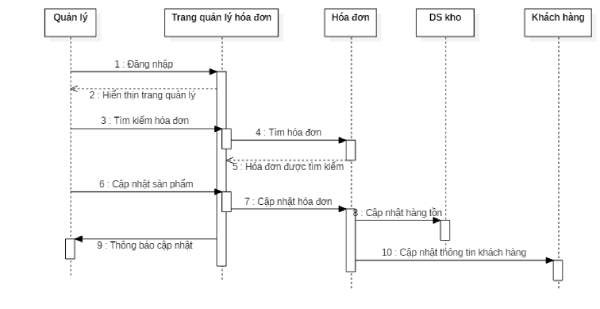 Quản lý
Trang quản lý hóa đơn
Hóa đơn
DS kho
Khách hàng
1 : Đăng nhập
2 : Hiển thịn trang quản lý
3 : Tìm kiếm hóa đơn
4 : Tìm hóa đơn
5 : Hóa đơn được tìm kiếm
6 : Cập nhật sản phẩm
7 : Cập nhật hóa đơn
8 : Cập nhật hàng tồn
9 : Thông báo cập nhật
10 : Cập nhật thông tin khách hàng